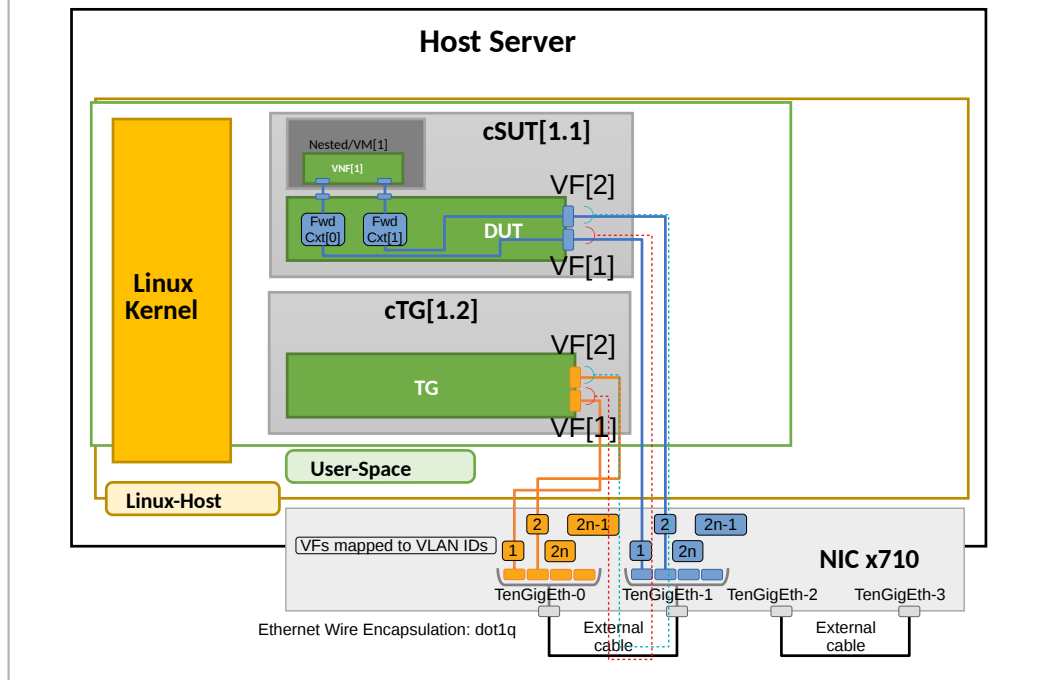 Host Server
cSUT[1.1]
Nested/VM[1]
VNF[1]
VF[2]
Fwd
Cxt[0]
Fwd
Cxt[1]
DUT
VF[1]
Linux
Kernel
cTG[1.2]
VF[2]
TG
VF[1]
User-Space
Linux-Host
2
2n-1
2
2n-1
VFs mapped to VLAN IDs
1
2n
1
2n
NIC x710
TenGigEth-0
TenGigEth-1
TenGigEth-2
TenGigEth-3
Ethernet Wire Encapsulation: dot1q
External
cable
External
cable